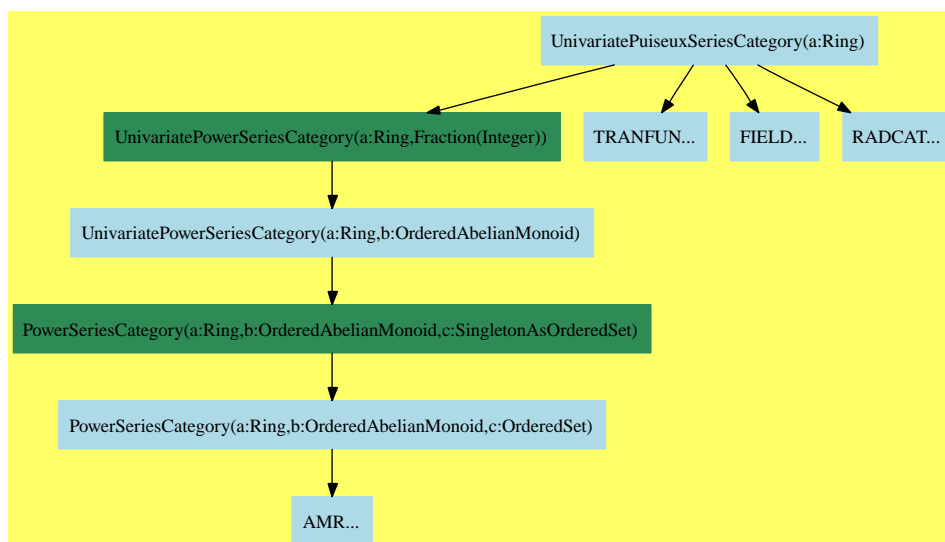 UnivariatePuiseuxSeriesCategory(a:Ring)
UnivariatePowerSeriesCategory(a:Ring,Fraction(Integer))
TRANFUN...
FIELD...
RADCAT...
UnivariatePowerSeriesCategory(a:Ring,b:OrderedAbelianMonoid)
PowerSeriesCategory(a:Ring,b:OrderedAbelianMonoid,c:SingletonAsOrderedSet)
PowerSeriesCategory(a:Ring,b:OrderedAbelianMonoid,c:OrderedSet)
AMR...